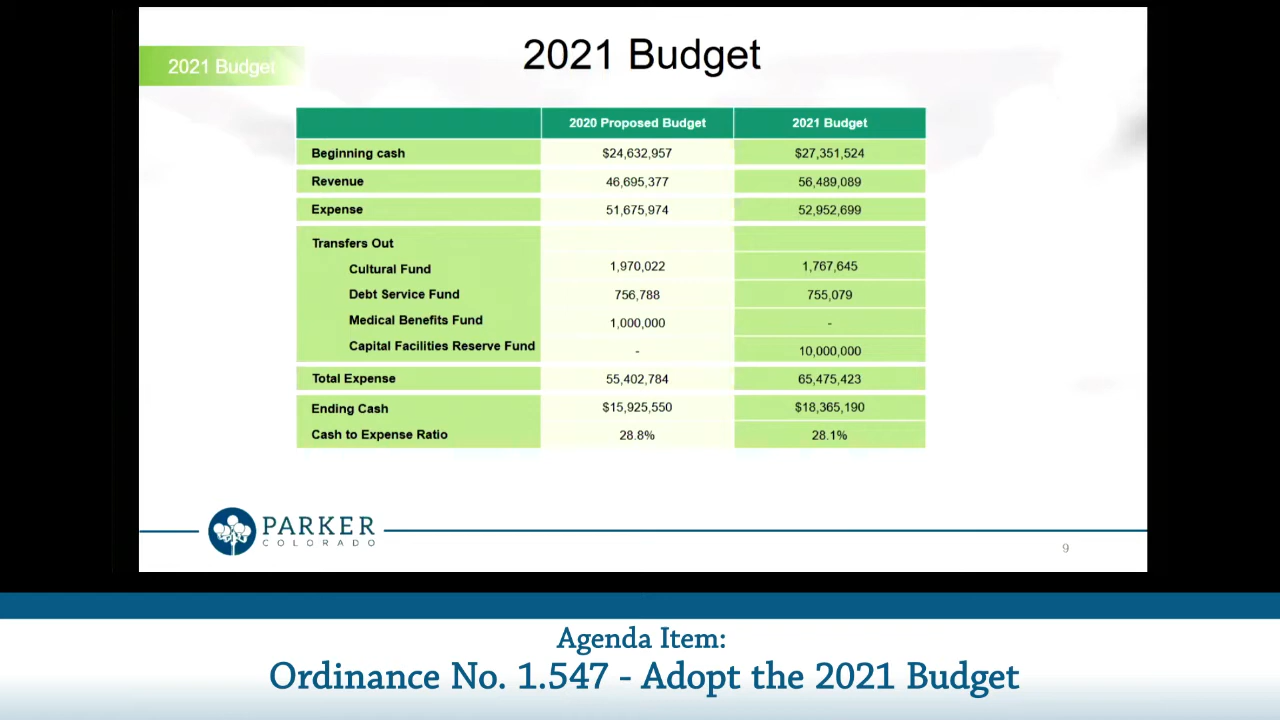 2021 Budget
2021 Budget
2020 Proposed Budget 2021 Budget
Beginning cash $24,632,957 $27,351,524
Revenue 46,695,377 56,489,089
Expense 51,675,974 52,952,699
Transfers Out
Cultural Fund 1,970,022 1,767,645
Debt Service Fund 756,788 755,079
Medical Benefits Fund 1,000,000 -
Capital Facilities Reserve Fund - 10,000,000
Total Expense 55,402,784 65,475,423
Ending Cash $15,925,550 $18,365,190
Cash to Expense Ratio 28.8% 28.1%
PARKER
COLORADO
9
Agenda Item:
Ordinance No. 1.547 - Adopt the 2021 Budget